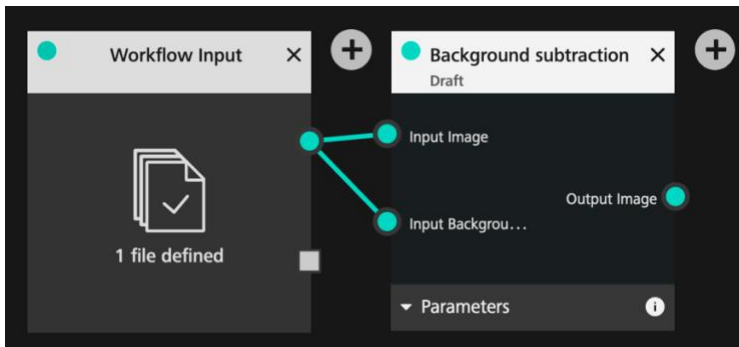 Workflow Input
1 file defined
Background subtraction
Draft
Input Image
Output Image
Input Backgrou...
Parameters